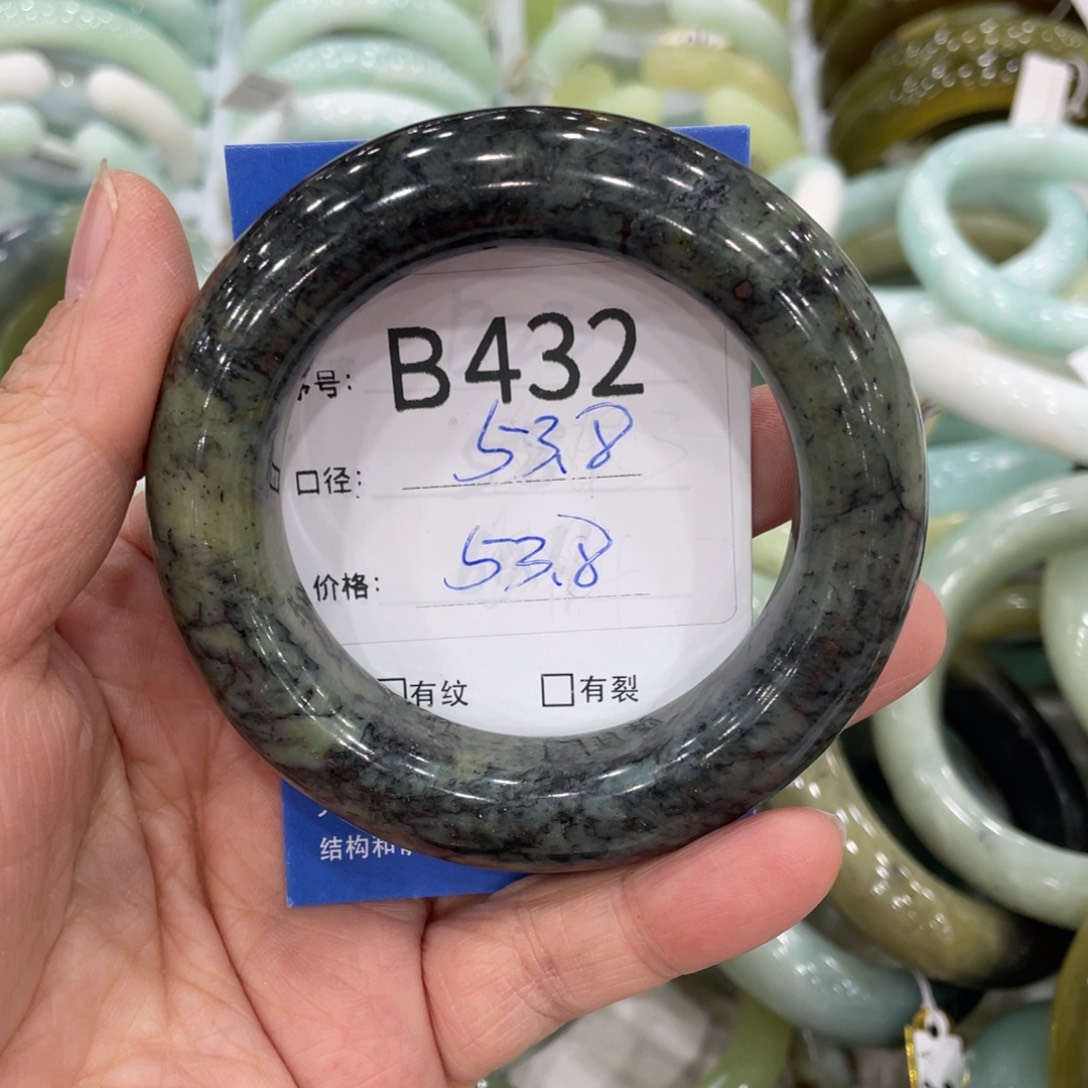 号: B432
口径: 53.8
价格: 53.8
□有纹 □有裂
结构和